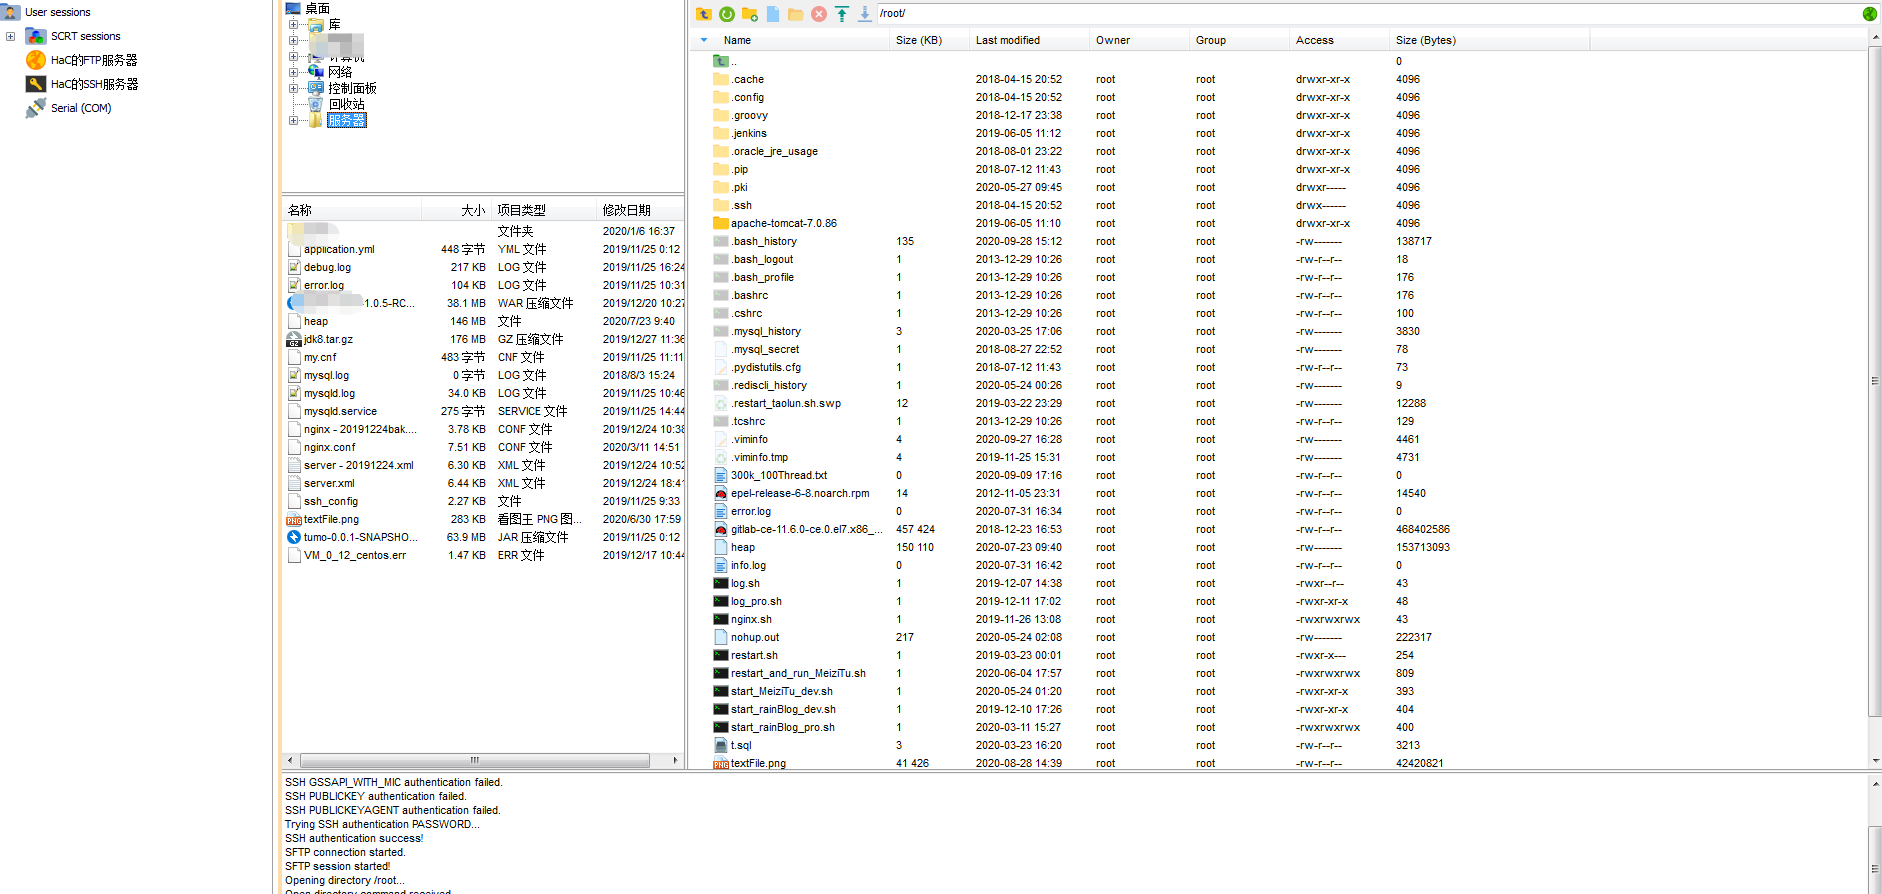 User sessions
SCRT sessions
HaC的FTP服务器
HaC的SSH服务器
Serial (COM)
桌面
库
计算机
网络
控制面板
回收站
服务器
名称 大小 项目类型 修改日期
文件夹 2020/1/6 16:37
application.yml 448 字节 YML 文件 2019/11/25 0:12
debug.log 217 KB LOG 文件 2019/11/25 16:24
error.log 104 KB LOG 文件 2019/11/25 10:31
-1.0.5-RC... 38.1 MB WAR 压缩文件 2019/12/20 10:27
heap 146 MB 文件 2020/7/23 9:40
jdk8.tar.gz 176 MB GZ 压缩文件 2019/12/27 11:36
my.cnf 483 字节 CNF 文件 2019/11/25 11:11
mysql.log 0 字节 LOG 文件 2018/8/3 15:24
mysqld.log 34.0 KB LOG 文件 2019/11/25 10:46
mysqld.service 275 字节 SERVICE 文件 2019/11/25 14:44
nginx - 20191224bak.... 3.78 KB CONF 文件 2019/12/24 10:38
nginx.conf 7.51 KB CONF 文件 2020/3/11 14:51
server - 20191224.xml 6.30 KB XML 文件 2019/12/24 10:52
server.xml 6.44 KB XML 文件 2019/12/24 18:41
ssh_config 2.27 KB 文件 2019/11/25 9:33
textFile.png 283 KB 看图王 PNG 图... 2020/6/30 17:59
tumo-0.0.1-SNAPSHO... 63.9 MB JAR 压缩文件 2019/11/25 0:12
VM_0_12_centos.err 1.47 KB ERR 文件 2019/12/17 10:44
/root/
Name Size (KB) Last modified Owner Group Access Size (Bytes)
.. 0
.cache 2018-04-15 20:52 root root drwxr-xr-x 4096
.config 2018-04-15 20:52 root root drwxr-xr-x 4096
.groovy 2018-12-17 23:38 root root drwxr-xr-x 4096
.jenkins 2019-06-05 11:12 root root drwxr-xr-x 4096
.oracle_jre_usage 2018-08-01 23:22 root root drwxr-xr-x 4096
.pip 2018-07-12 11:43 root root drwxr-xr-x 4096
.pki 2020-05-27 09:45 root root drwxr----- 4096
.ssh 2018-04-15 20:52 root root drwx------ 4096
apache-tomcat-7.0.86 2019-06-05 11:10 root root drwxr-xr-x 4096
.bash_history 135 2020-09-28 15:12 root root -rw------- 138717
.bash_logout 1 2013-12-29 10:26 root root -rw-r--r-- 18
.bash_profile 1 2013-12-29 10:26 root root -rw-r--r-- 176
.bashrc 1 2013-12-29 10:26 root root -rw-r--r-- 176
.cshrc 1 2013-12-29 10:26 root root -rw-r--r-- 100
.mysql_history 3 2020-03-25 17:06 root root -rw------- 3830
.mysql_secret 1 2018-08-27 22:52 root root -rw------- 78
.pydistutils.cfg 1 2018-07-12 11:43 root root -rw-r--r-- 73
.rediscli_history 1 2020-05-24 00:26 root root -rw------- 9
.restart_taolun.sh.swp 12 2019-03-22 23:29 root root -rw------- 12288
.tcshrc 1 2013-12-29 10:26 root root -rw-r--r-- 129
.viminfo 4 2020-09-27 16:28 root root -rw------- 4461
.viminfo.tmp 4 2019-11-25 15:31 root root -rw------- 4731
300k_100Thread.txt 0 2020-09-09 17:16 root root -rw-r--r-- 0
epel-release-6-8.noarch.rpm 14 2012-11-05 23:31 root root -rw-r--r-- 14540
error.log 0 2020-07-31 16:34 root root -rw-r--r-- 0
gitlab-ce-11.6.0-ce.0.el7.x86_... 457 424 2018-12-23 16:53 root root -rw-r--r-- 468402586
heap 150 110 2020-07-23 09:40 root root -rw------- 153713093
info.log 0 2020-07-31 16:42 root root -rw-r--r-- 0
log.sh 1 2019-12-07 14:38 root root -rwxr--r-- 43
log_pro.sh 1 2019-12-11 17:02 root root -rwxr-xr-x 48
nginx.sh 1 2019-11-26 13:08 root root -rwxrwxrwx 43
nohup.out 217 2020-05-24 02:08 root root -rw------- 222317
restart.sh 1 2019-03-23 00:01 root root -rwxr-x--- 254
restart_and_run_MeiziTu.sh 1 2020-06-04 17:57 root root -rwxrwxrwx 809
start_MeiziTu_dev.sh 1 2020-05-24 01:20 root root -rwxr-xr-x 393
start_rainBlog_dev.sh 1 2019-12-10 17:26 root root -rwxr-xr-x 404
start_rainBlog_pro.sh 1 2020-03-11 15:27 root root -rwxrwxrwx 400
t.sql 3 2020-03-23 16:20 root root -rw-r--r-- 3213
textFile.png 41 426 2020-08-28 14:39 root root -rw-r--r-- 42420821
SSH GSSAPI_WITH_MIC authentication failed.
SSH PUBLICKEY authentication failed.
SSH PUBLICKEYAGENT authentication failed.
Trying SSH authentication PASSWORD...
SSH authentication success!
SFTP connection started.
SFTP session started!
Opening directory /root...
Open directory command received